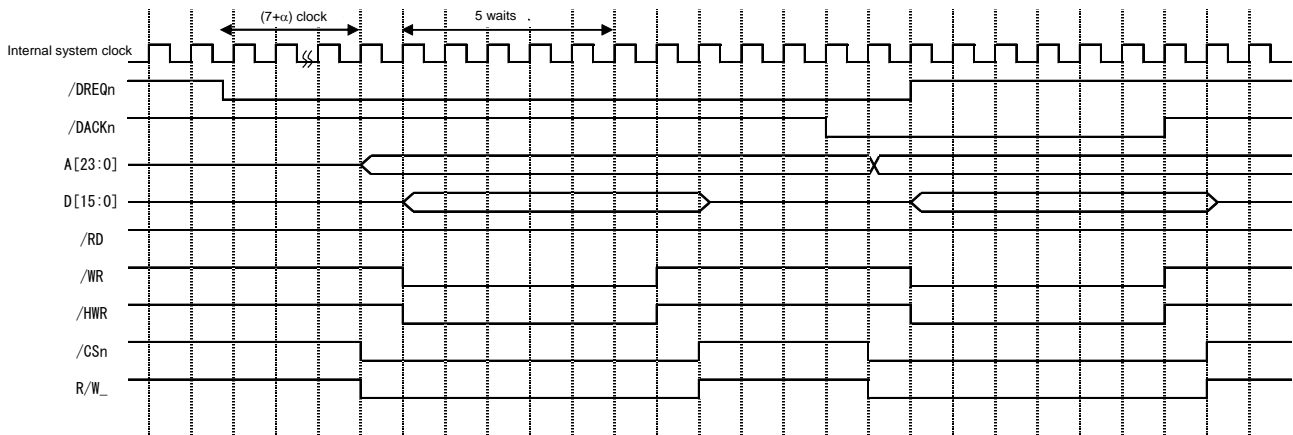 (7+α) clock
5 waits .
Internal system clock
/DREQn
/DACKn
A[23:0]
D[15:0]
/RD
/WR
/HWR
/CSn
R/W_